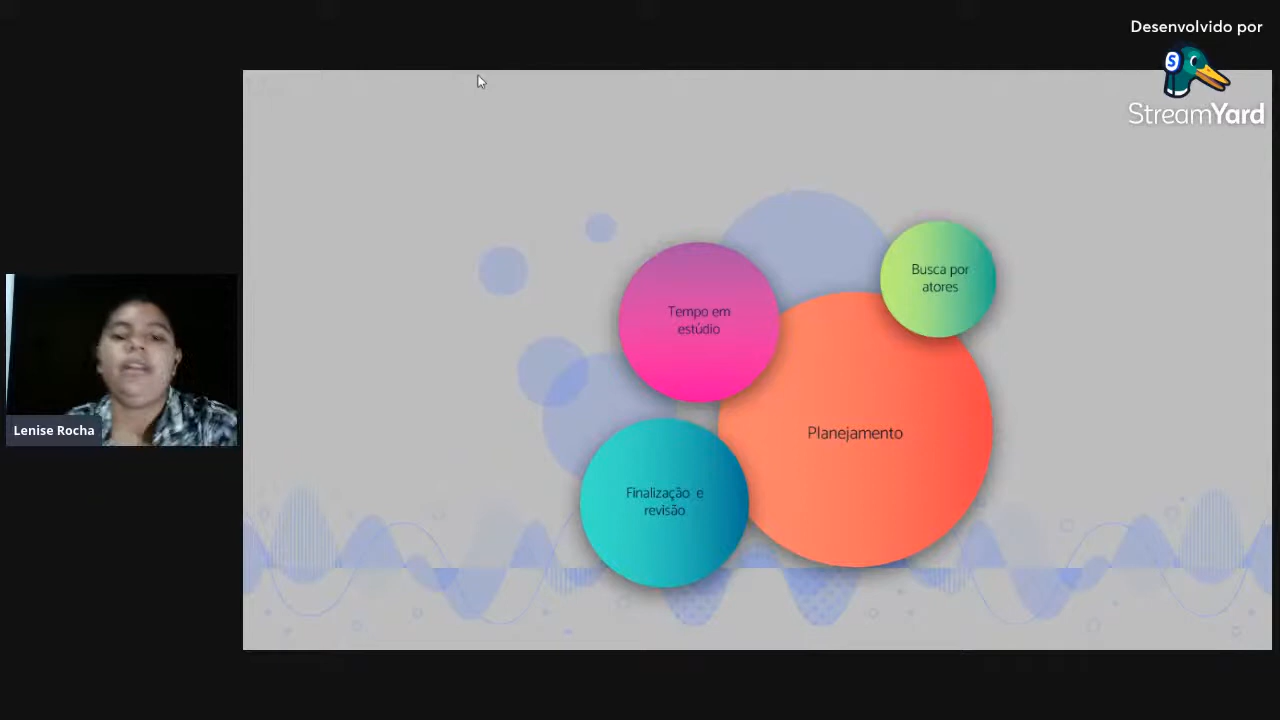 Desenvolvido por
StreamYard
Busca por
atores
Tempo em
estúdio
Planejamento
Finalização e
revisão
Lenise Rocha